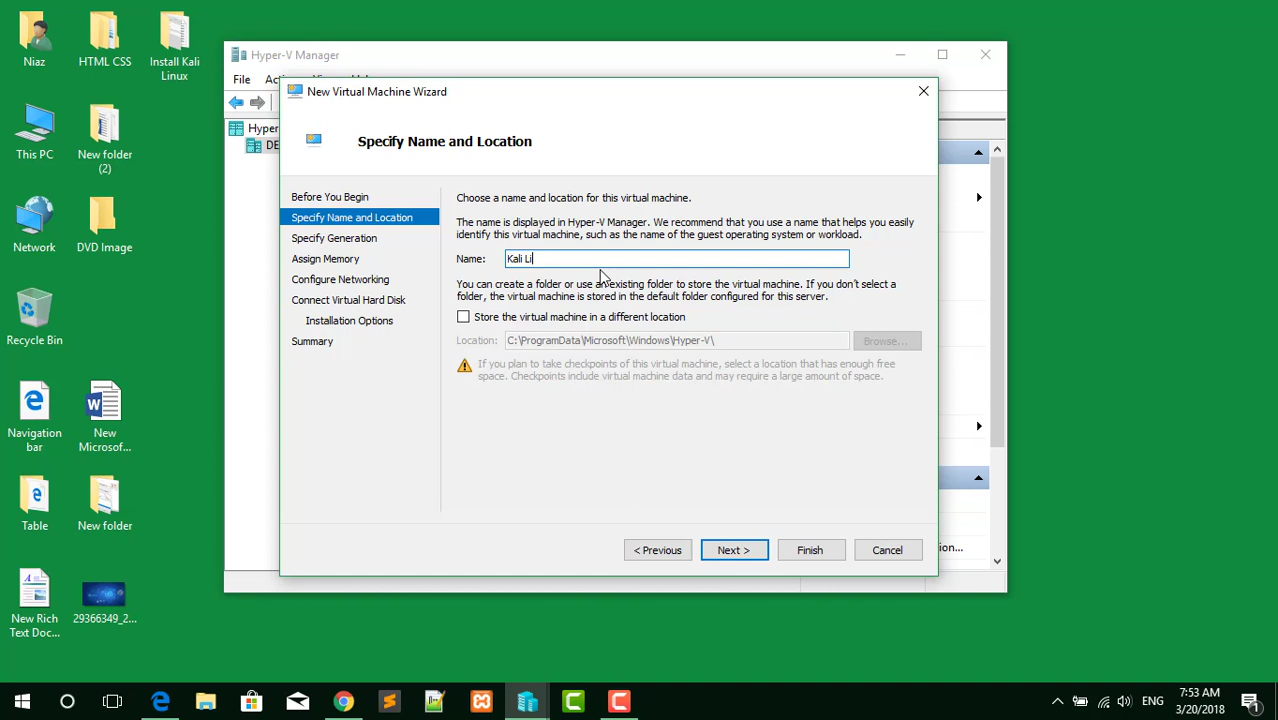 Niaz
HTML CSS
Install Kali
Linux
This PC
New folder
(2)
Network
DVD Image
Recycle Bin
Navigation
bar
New
Microsof...
Table
New folder
New Rich
Text Doc...
29366349_2...
Hyper-V Manager
File
Hyper
DE
New Virtual Machine Wizard
Specify Name and Location
Before You Begin
Specify Name and Location
Specify Generation
Assign Memory
Configure Networking
Connect Virtual Hard Disk
Installation Options
Summary
Choose a name and location for this virtual machine.
The name is displayed in Hyper-V Manager. We recommend that you use a name that helps you easily
identify this virtual machine, such as the name of the guest operating system or workload.
Name: Kali Li
You can create a folder or use an existing folder to store the virtual machine. If you don't select a
folder, the virtual machine is stored in the default folder configured for this server.
Store the virtual machine in a different location
Location: C:\ProgramData\Microsoft\Windows\Hyper-V\ Browse...
If you plan to take checkpoints of this virtual machine, select a location that has enough free
space. Checkpoints include virtual machine data and may require a large amount of space.
ion...
< Previous Next > Finish Cancel
ENG
7:53 AM
3/20/2018
1